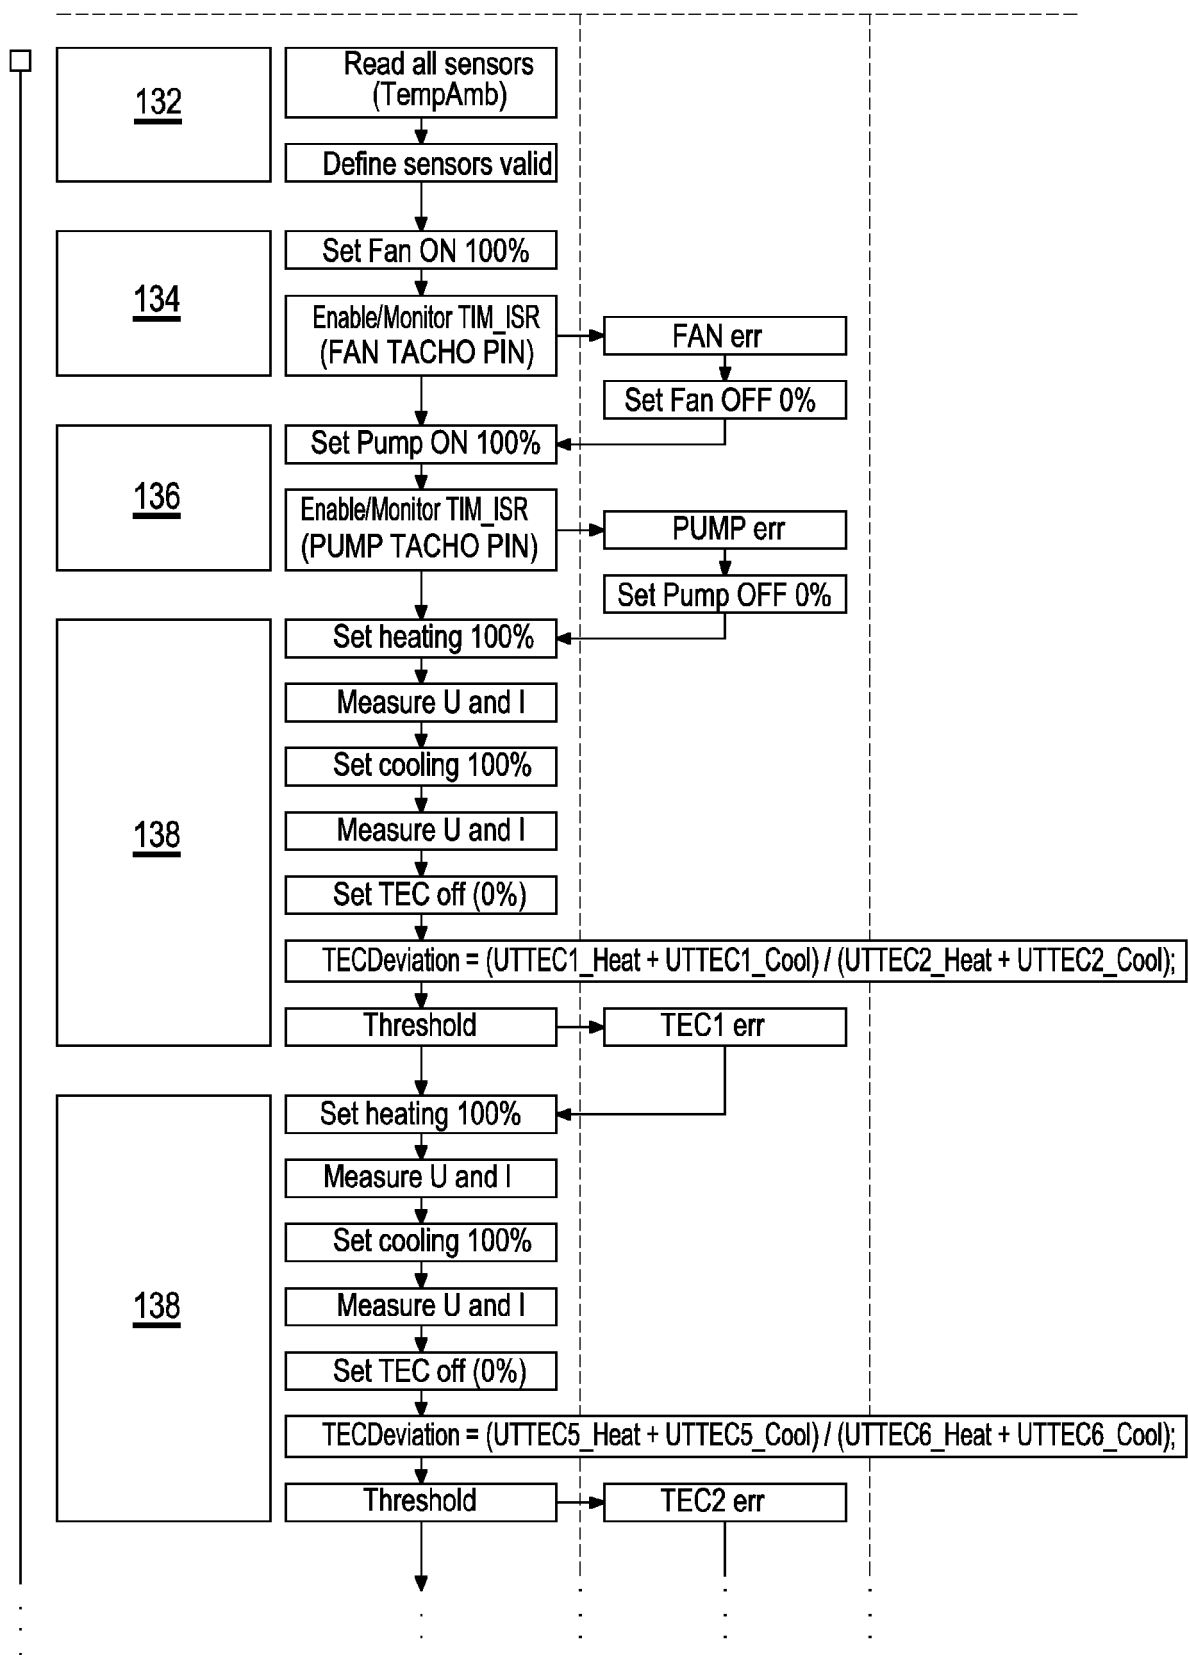 132
Read all sensors
(TempAmb)
Define sensors valid
134
Set Fan ON 100%
Enable/Monitor TIM_ISR
(FAN TACHO PIN)
FAN err
Set Fan OFF 0%
136
Set Pump ON 100%
Enable/Monitor TIM_ISR
(PUMP TACHO PIN)
PUMP err
Set Pump OFF 0%
138
Set heating 100%
Measure U and I
Set cooling 100%
Measure U and I
Set TEC off (0%)
TECDeviation = (UTTEC1_Heat + UTTEC1_Cool) / (UTTEC2_Heat + UTTEC2_Cool);
Threshold
TEC1 err
138
Set heating 100%
Measure U and I
Set cooling 100%
Measure U and I
Set TEC off (0%)
TECDeviation = (UTTEC5_Heat + UTTEC5_Cool) / (UTTEC6_Heat + UTTEC6_Cool);
Threshold
TEC2 err